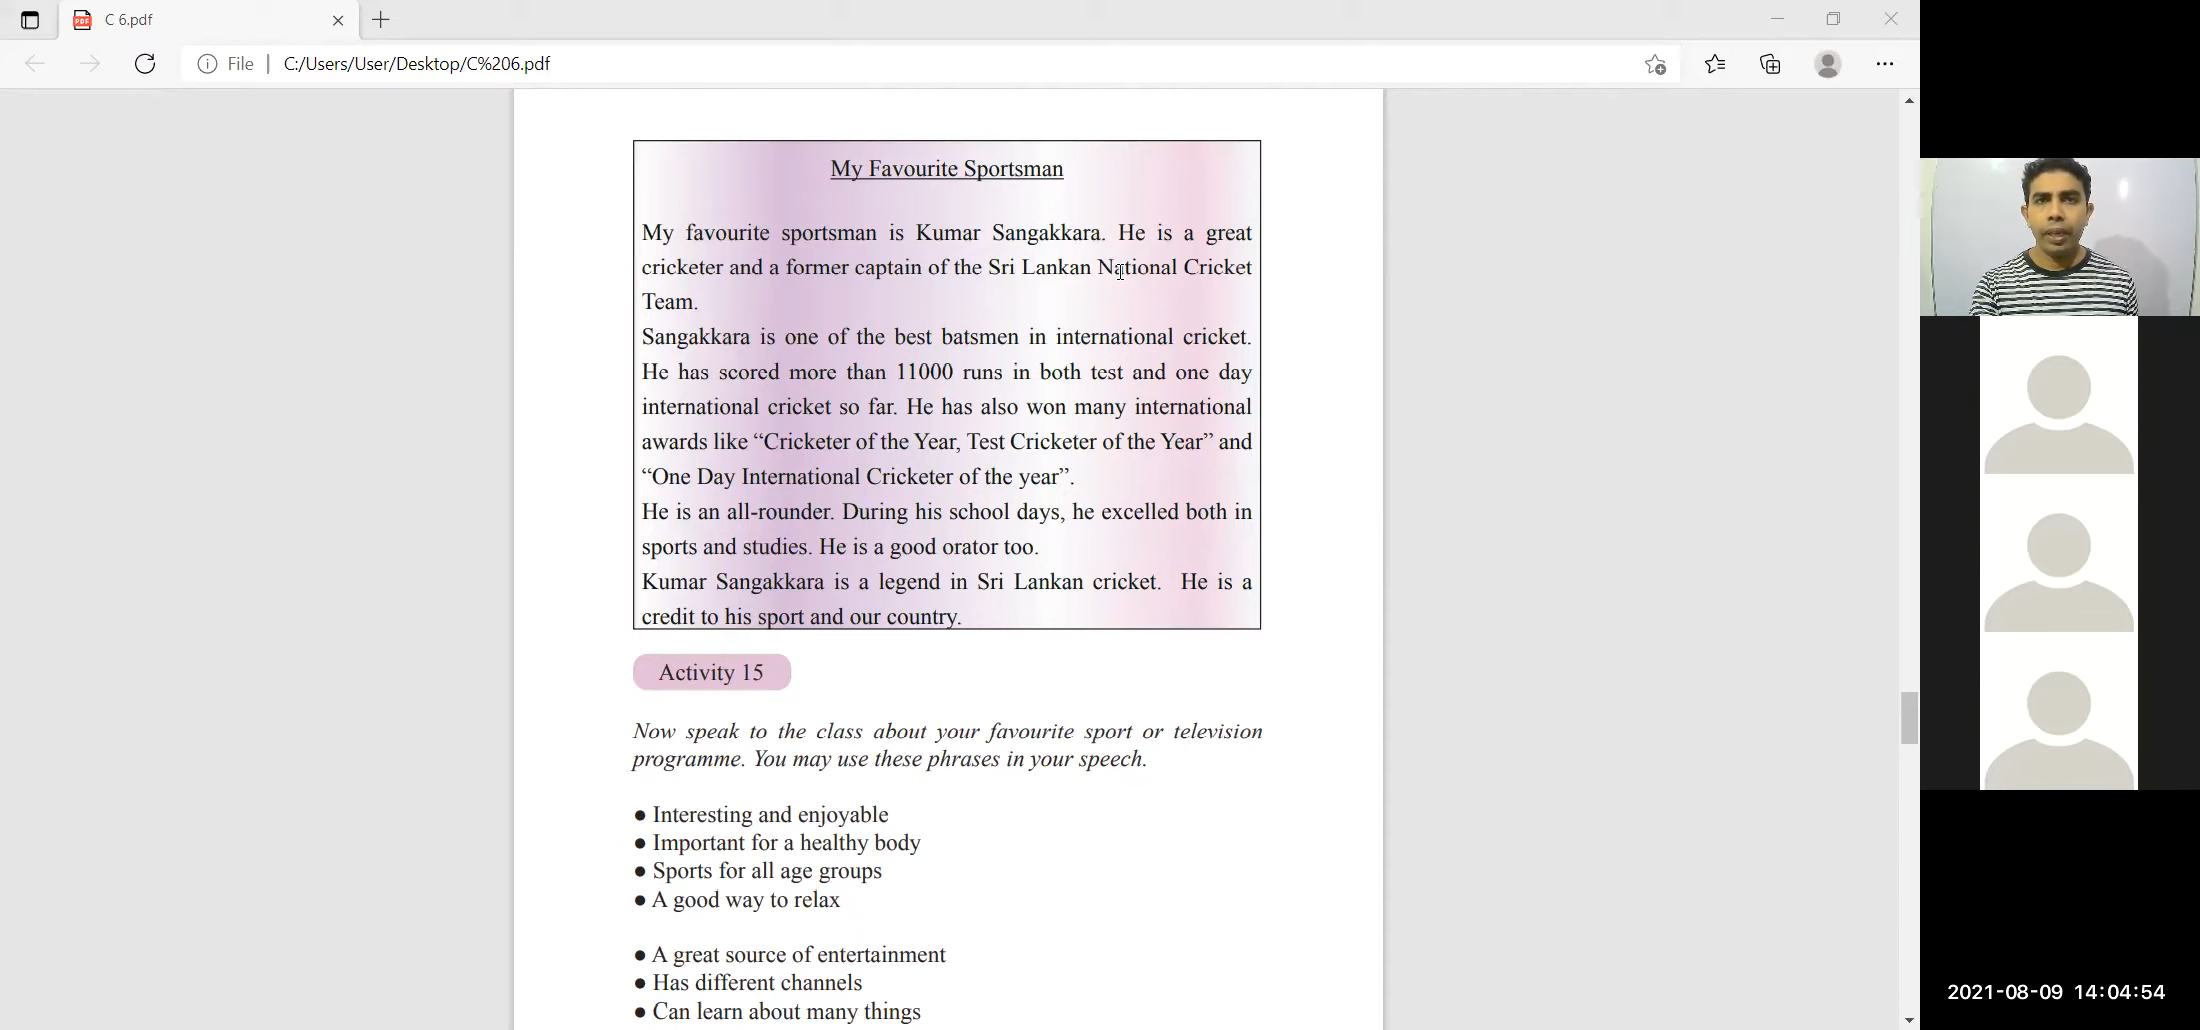 C 6.pdf
File | C:/Users/User/Desktop/C%206.pdf
My Favourite Sportsman
My favourite sportsman is Kumar Sangakkara. He is a great
cricketer and a former captain of the Sri Lankan National Cricket
Team.
Sangakkara is one of the best batsmen in international cricket.
He has scored more than 11000 runs in both test and one day
international cricket so far. He has also won many international
awards like “Cricketer of the Year, Test Cricketer of the Year” and
“One Day International Cricketer of the year”.
He is an all-rounder. During his school days, he excelled both in
sports and studies. He is a good orator too.
Kumar Sangakkara is a legend in Sri Lankan cricket. He is a
credit to his sport and our country.
Activity 15
Now speak to the class about your favourite sport or television
programme. You may use these phrases in your speech.
● Interesting and enjoyable
● Important for a healthy body
● Sports for all age groups
● A good way to relax
● A great source of entertainment
● Has different channels
● Can learn about many things
2021-08-09 14:04:54